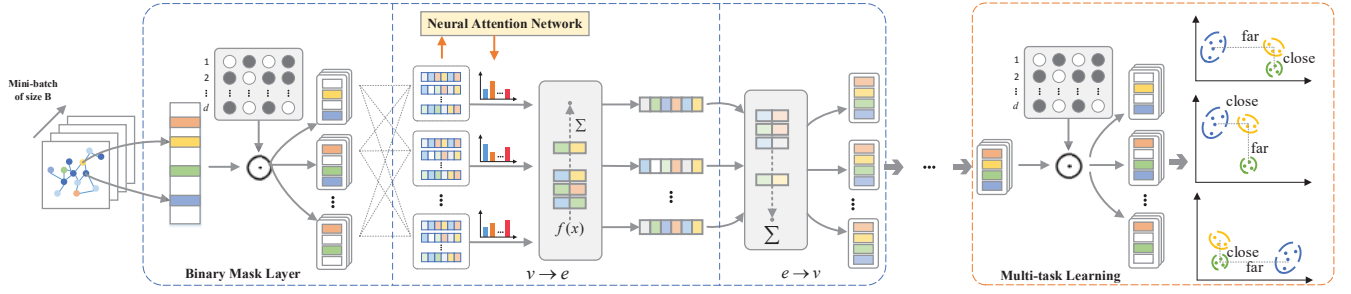 Neural Attention Network
Mini-batch
of size B
1
2
⋮
d
⊙
...
...
...
⋮
Σ
f(x)
⋮
Σ
⋮
...
1
2
⋮
d
⊙
⋮
far
close
close
far
close
far
Binary Mask Layer
v → e
e → v
Multi-task Learning